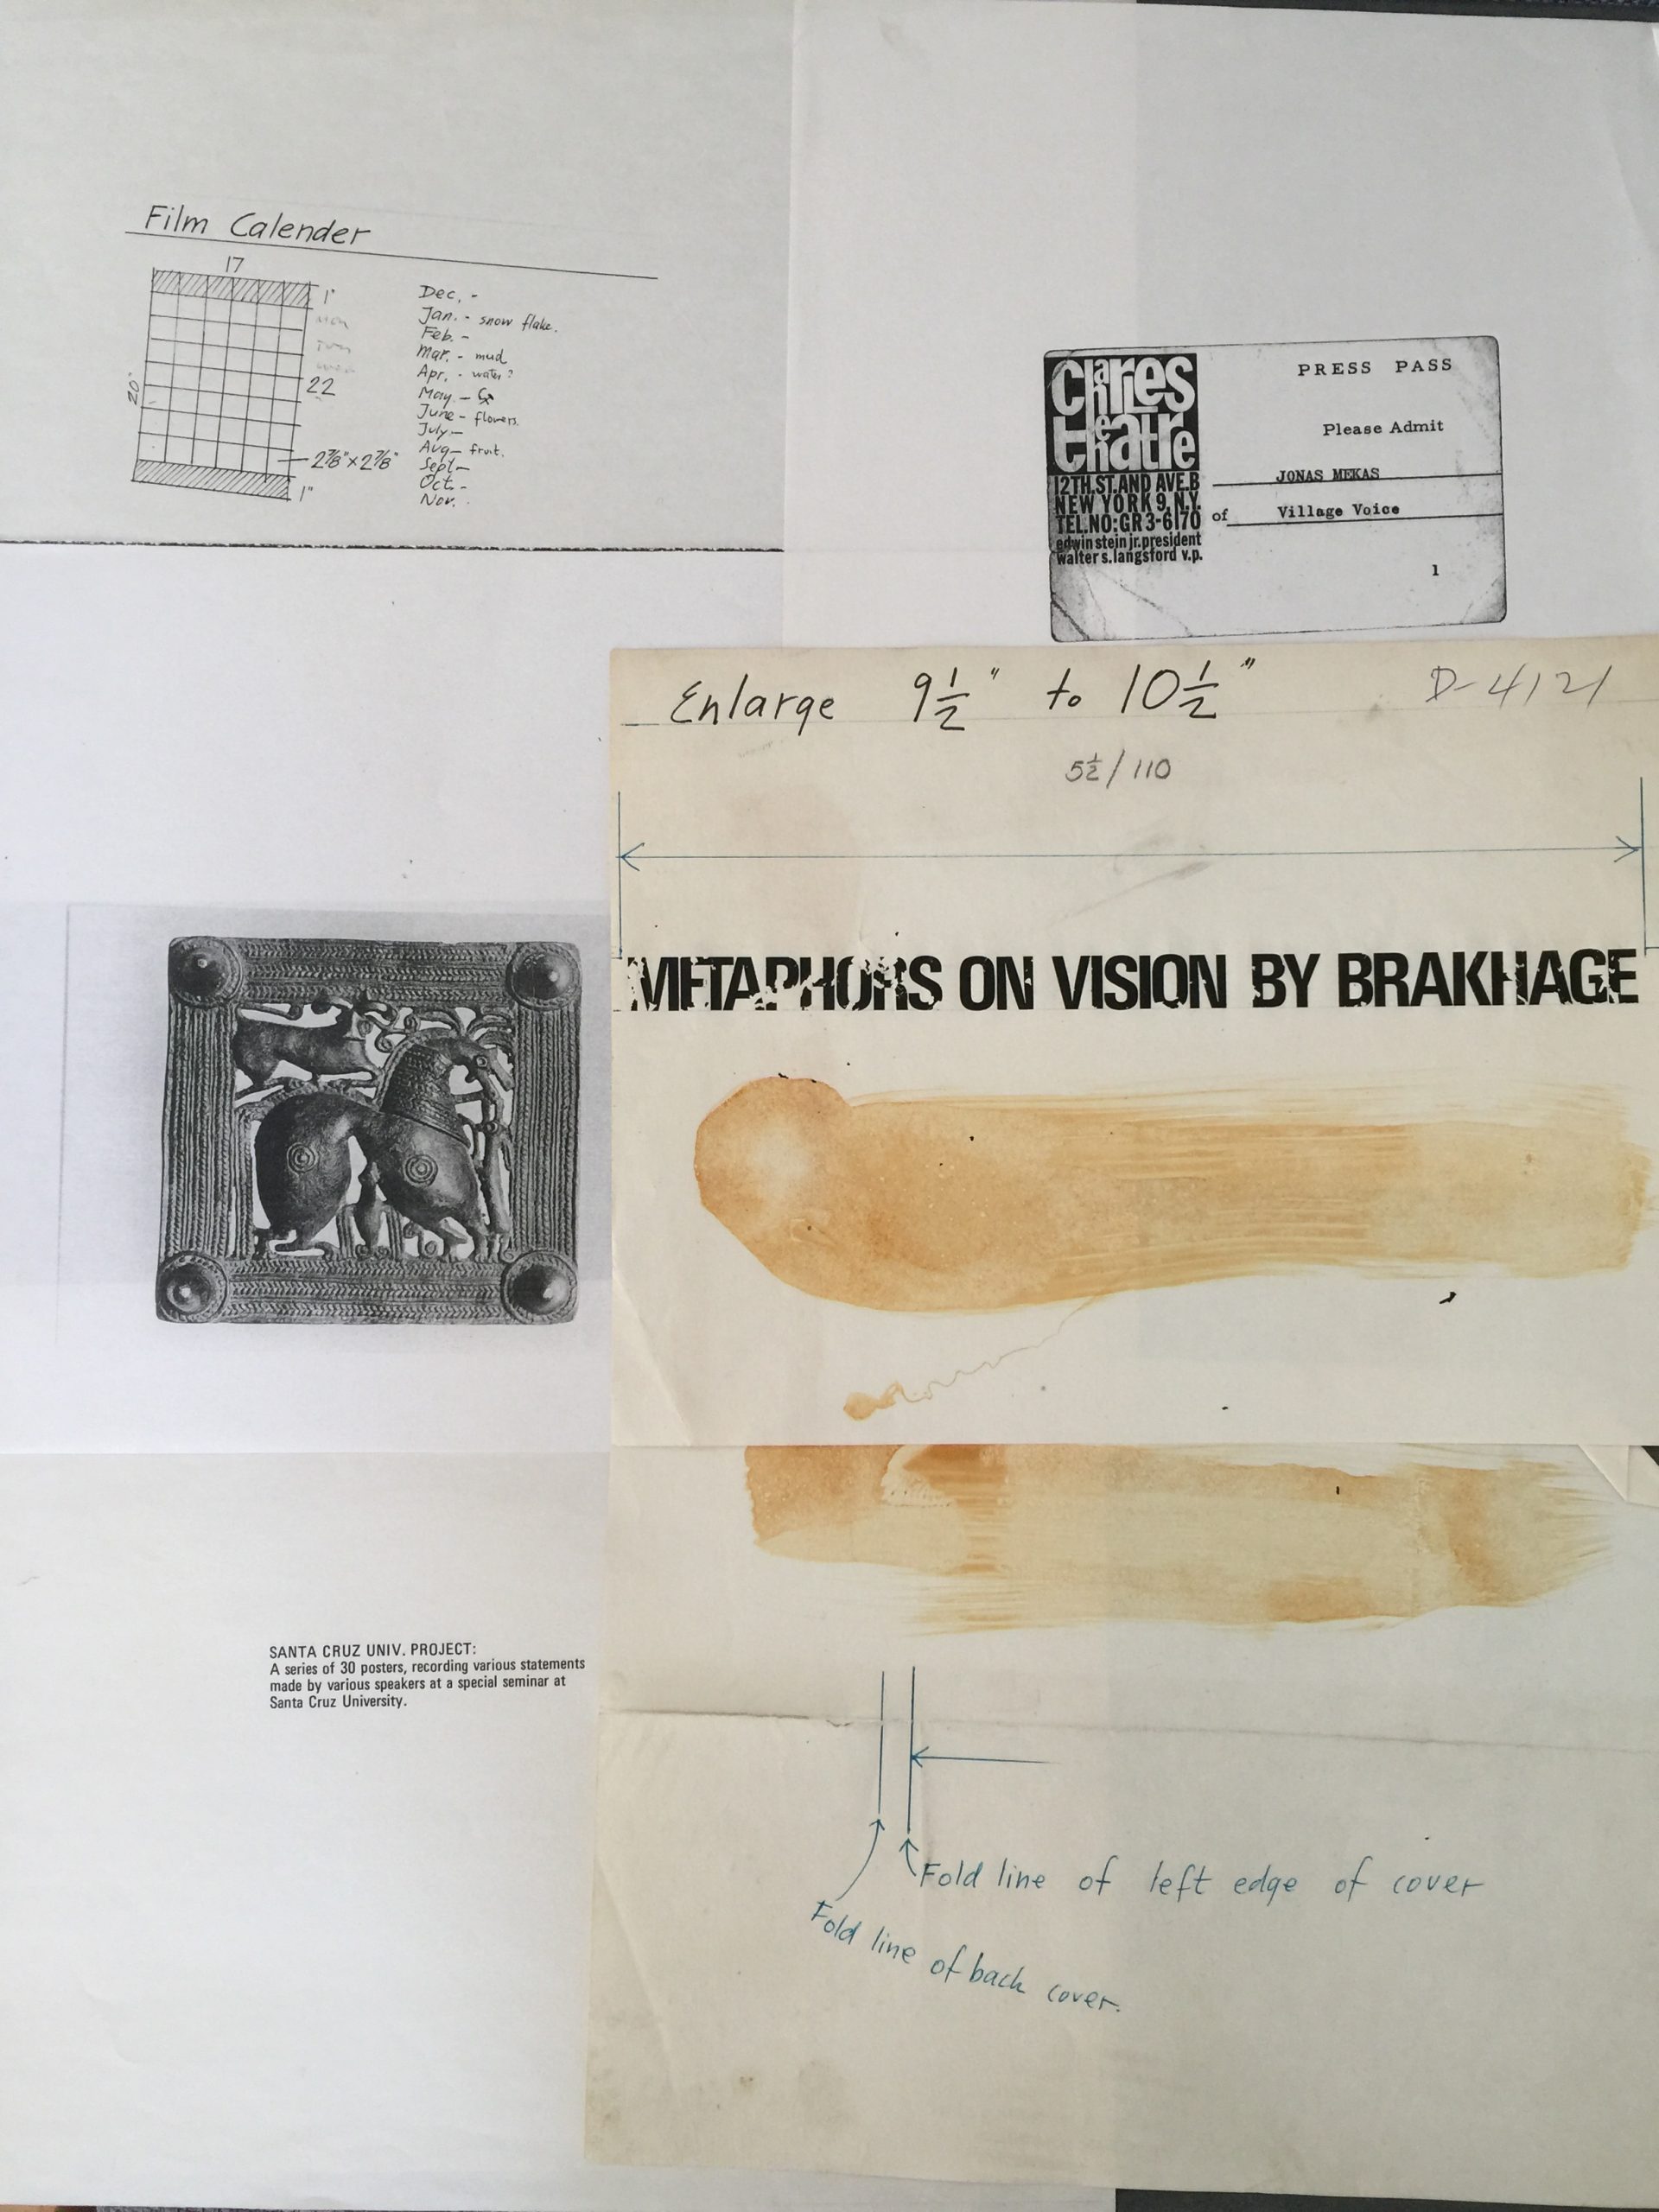 Film Calender
17
1"
20"
22
2⅞" × 2⅞"
1"
Dec. -
Jan. - snow flake.
Feb. -
Mar. - mud
Apr. - water?
May. -
June - flowers.
July -
Aug - fruit.
Sept -
Oct. -
Nov.
Charles
theatre
12TH.ST.AND AVE.B
NEW YORK 9, N.Y.
TEL.NO:GR 3-6170
edwin stein jr.president
walter s.langsford v.p.
PRESS PASS
Please Admit
JONAS MEKAS
of Village Voice
1
Enlarge 9½" to 10½" D-4121
5½/110
METAPHORS ON VISION BY BRAKHAGE
SANTA CRUZ UNIV. PROJECT:
A series of 30 posters, recording various statements
made by various speakers at a special seminar at
Santa Cruz University.
Fold line of left edge of cover
Fold line of back cover.